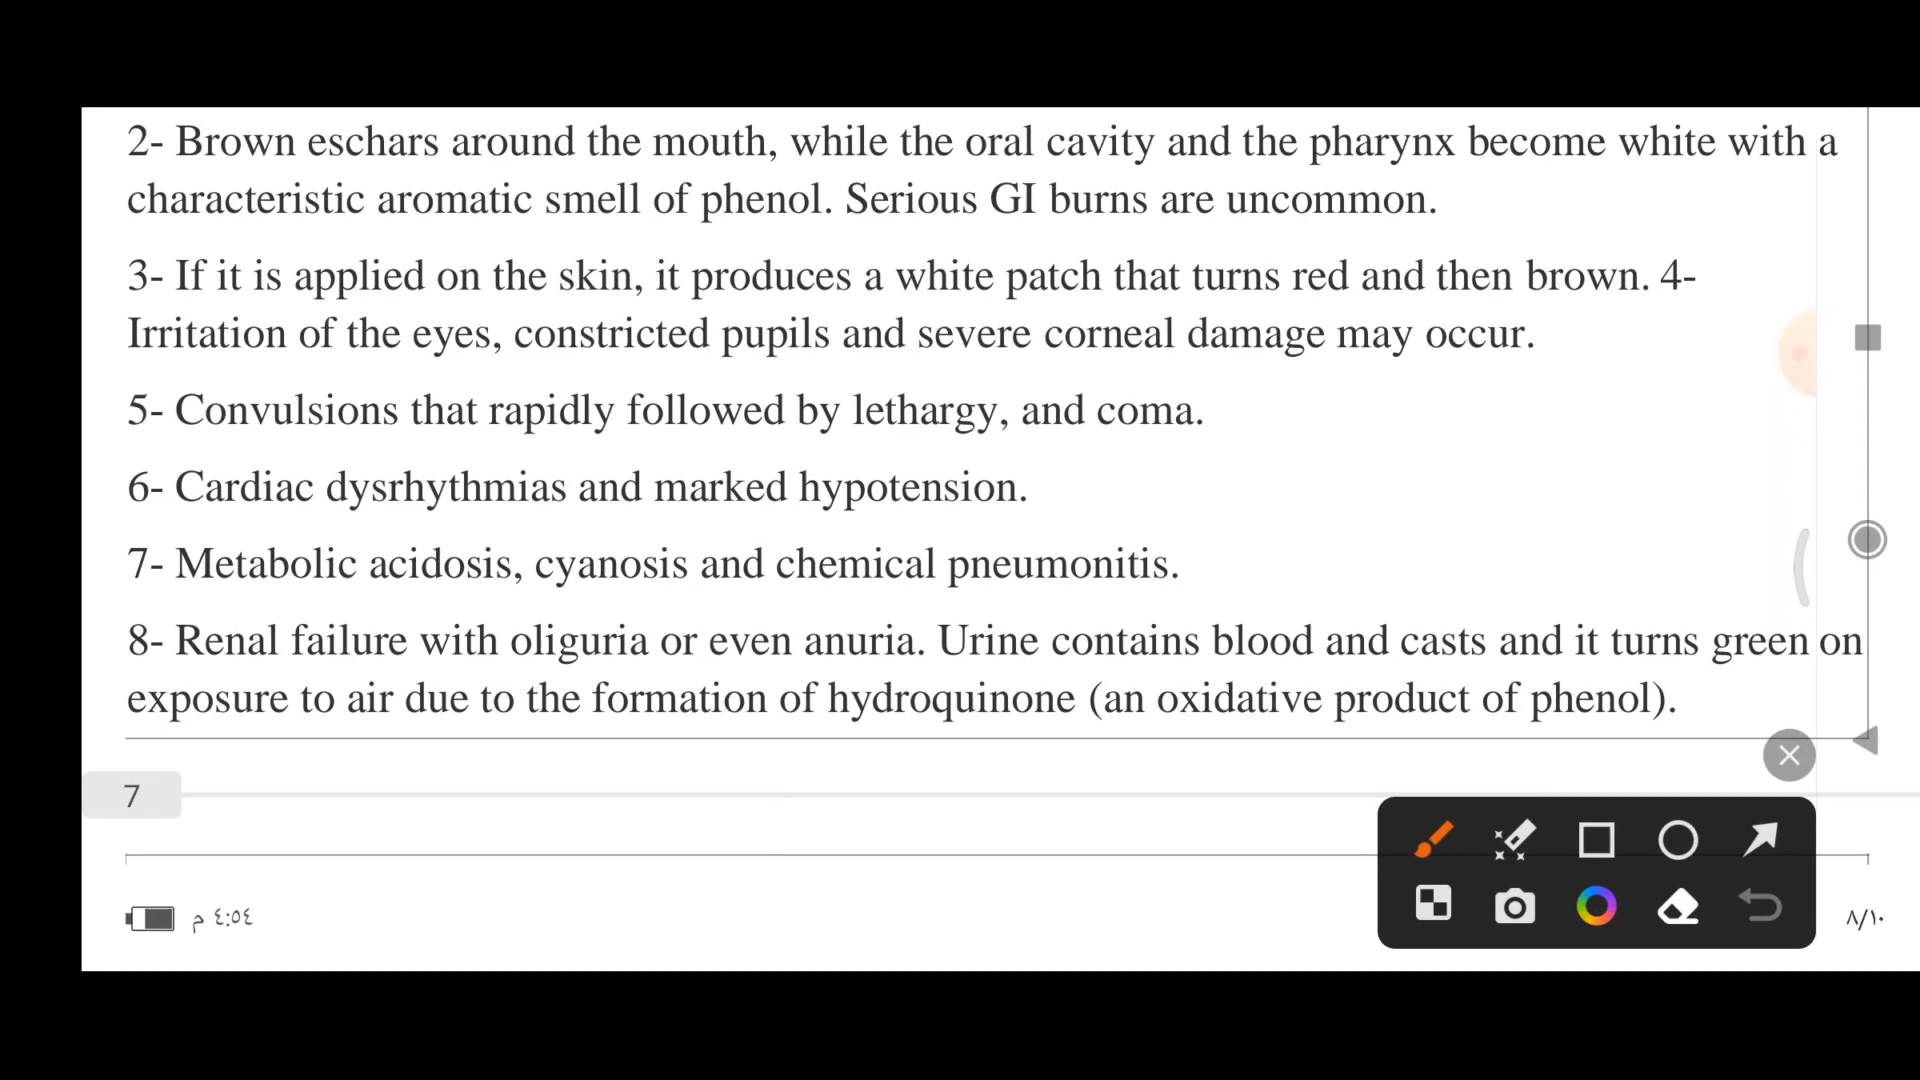 2- Brown eschars around the mouth, while the oral cavity and the pharynx become white with a
characteristic aromatic smell of phenol. Serious GI burns are uncommon.
3- If it is applied on the skin, it produces a white patch that turns red and then brown. 4-
Irritation of the eyes, constricted pupils and severe corneal damage may occur.
5- Convulsions that rapidly followed by lethargy, and coma.
6- Cardiac dysrhythmias and marked hypotension.
7- Metabolic acidosis, cyanosis and chemical pneumonitis.
8- Renal failure with oliguria or even anuria. Urine contains blood and casts and it turns green on
exposure to air due to the formation of hydroquinone (an oxidative product of phenol).
7
٤:٥٤ م
٨/١٠